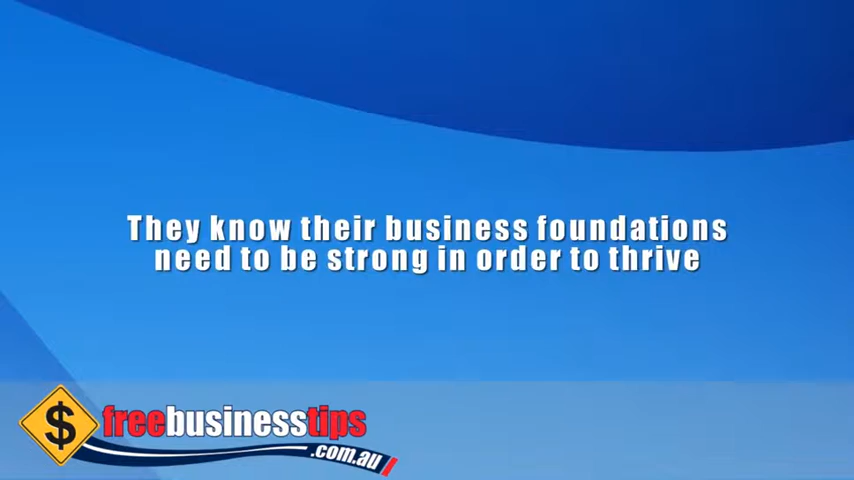 They know their business foundations
need to be strong in order to thrive
$ freebusinesstips
.com.au